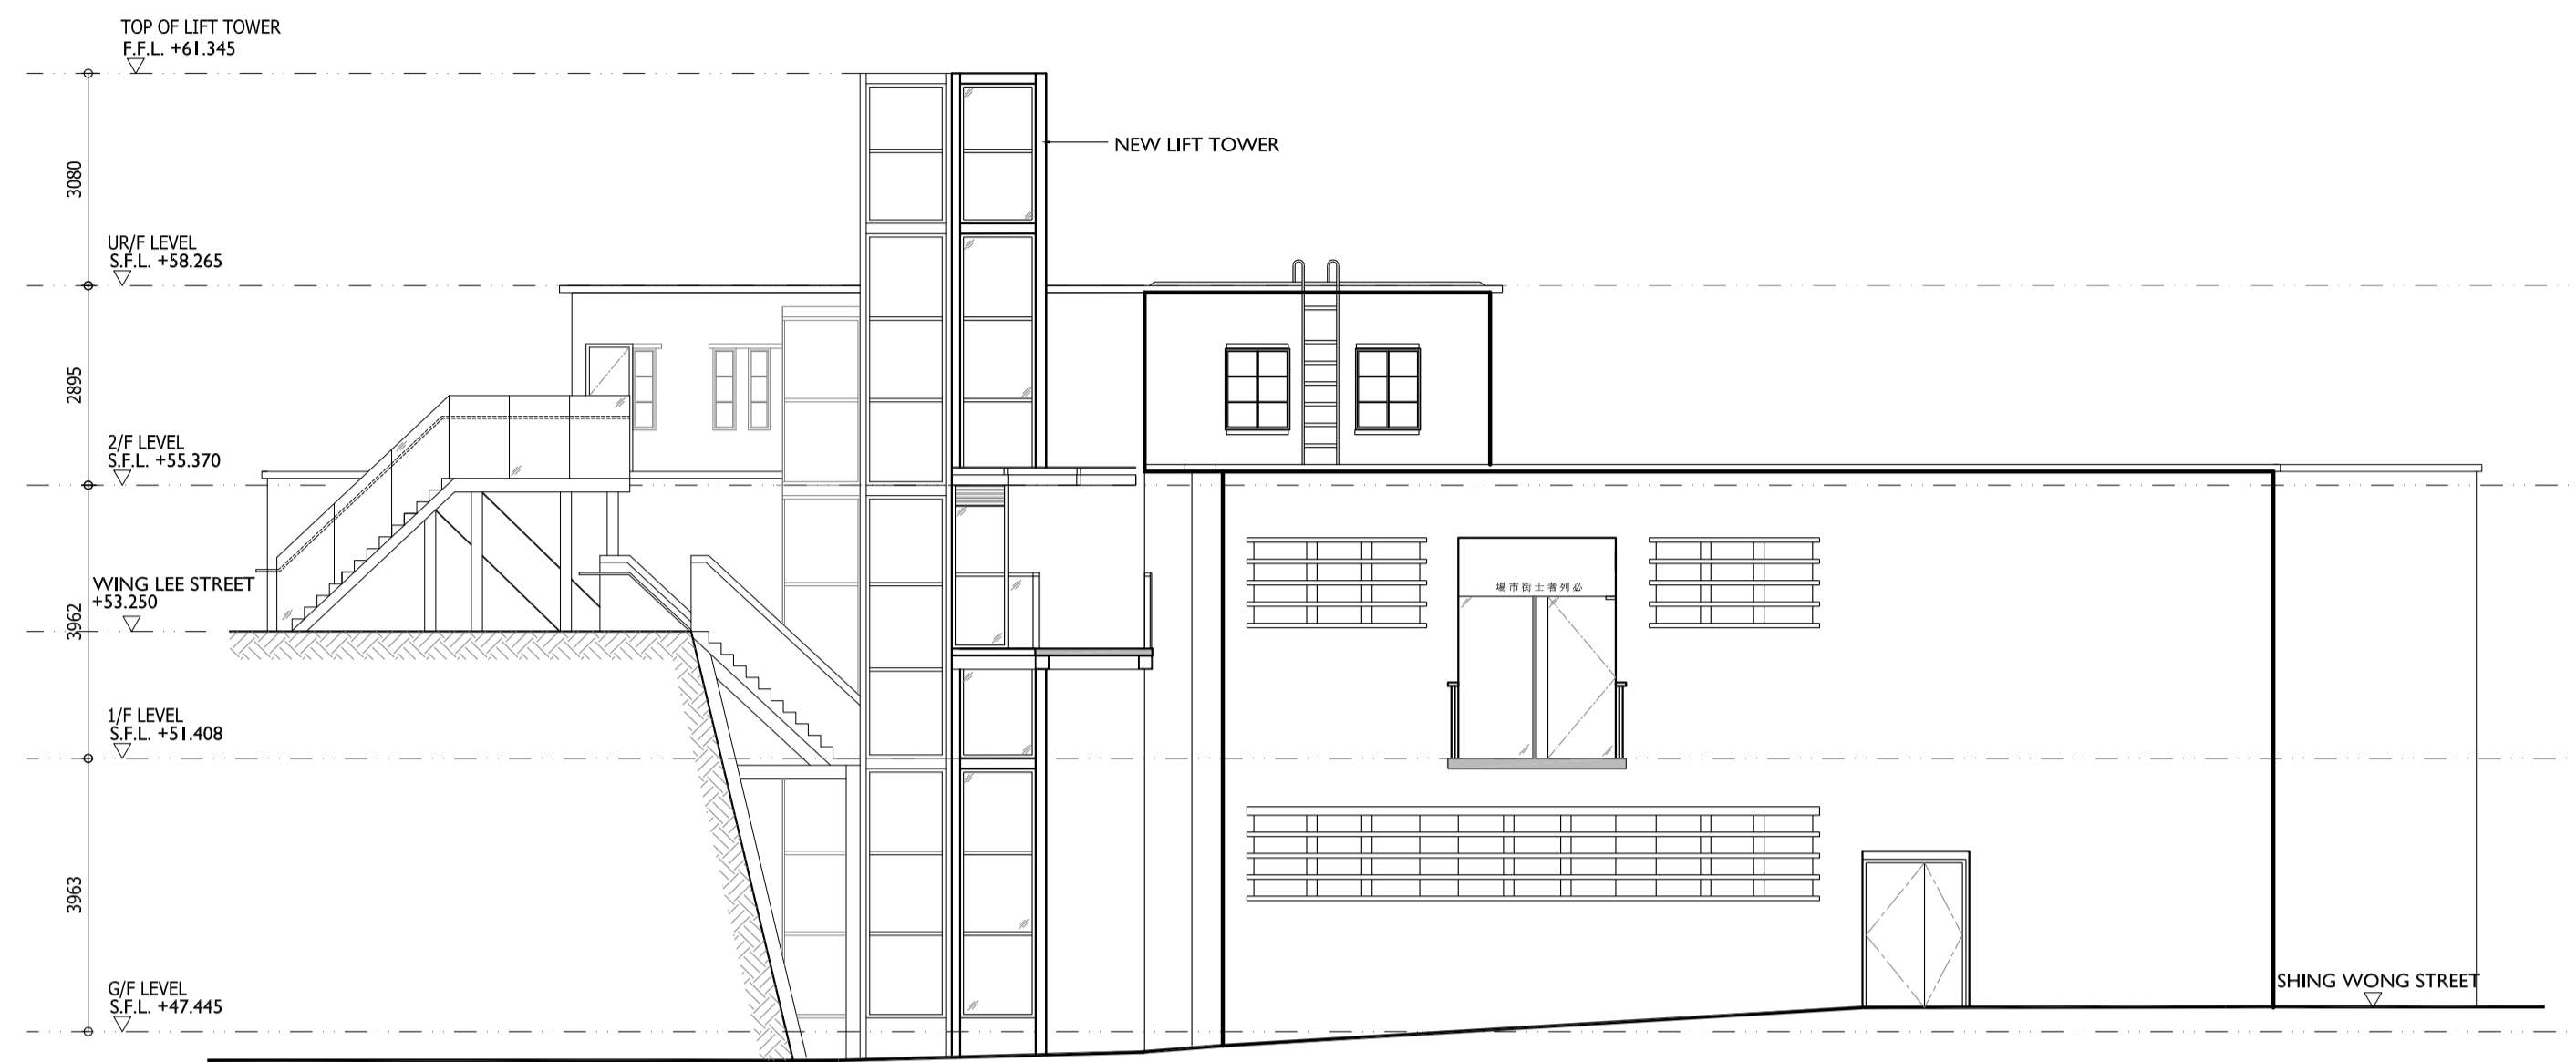 TOP OF LIFT TOWER
F.F.L. +61.345
NEW LIFT TOWER
3080
UR/F LEVEL
S.F.L. +58.265
2895
2/F LEVEL
S.F.L. +55.370
WING LEE STREET
+53.250
場市街士者列必
3962
1/F LEVEL
S.F.L. +51.408
3963
G/F LEVEL
S.F.L. +47.445
SHING WONG STREET